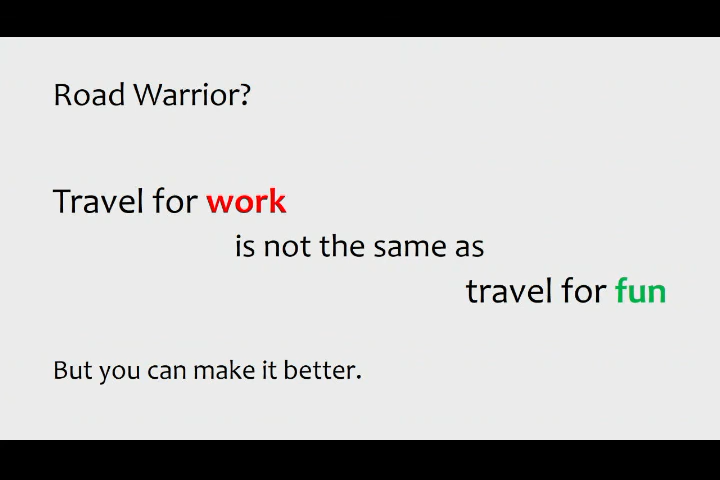 Road Warrior?
Travel for work
is not the same as
travel for fun
But you can make it better.